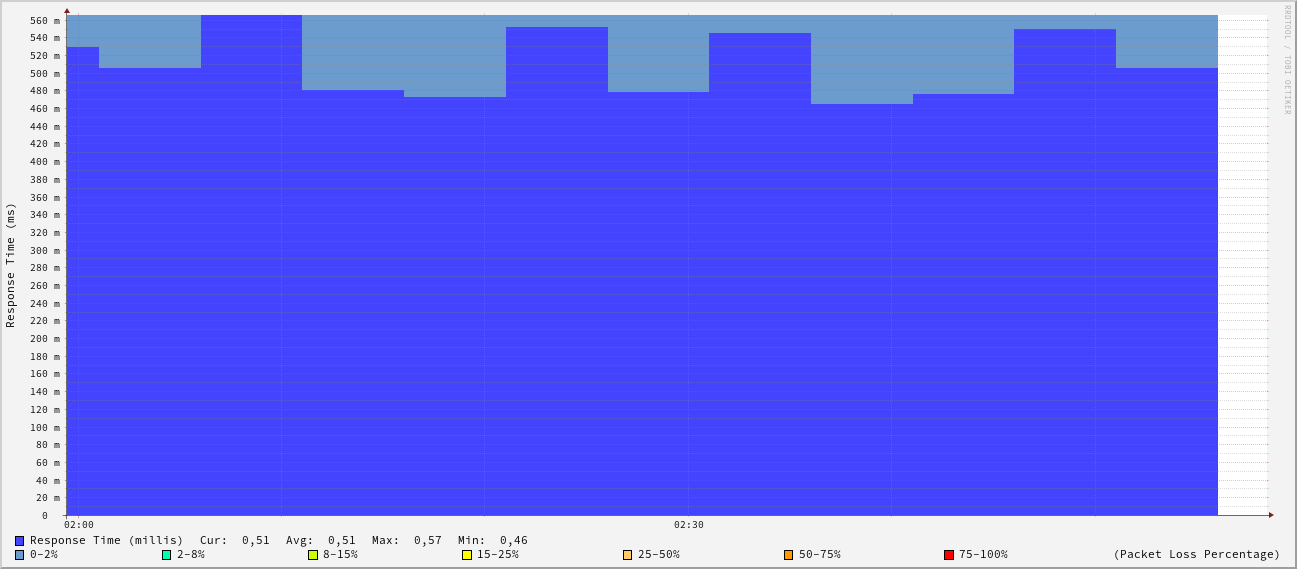 RRDTOOL / TOBI OETIKER
Response Time (ms)
560 m
540 m
520 m
500 m
480 m
460 m
440 m
420 m
400 m
380 m
360 m
340 m
320 m
300 m
280 m
260 m
240 m
220 m
200 m
180 m
160 m
140 m
120 m
100 m
80 m
60 m
40 m
20 m
0
02:00 02:30
Response Time (millis) Cur: 0,51 Avg: 0,51 Max: 0,57 Min: 0,46
0-2% 2-8% 8-15% 15-25% 25-50% 50-75% 75-100% (Packet Loss Percentage)